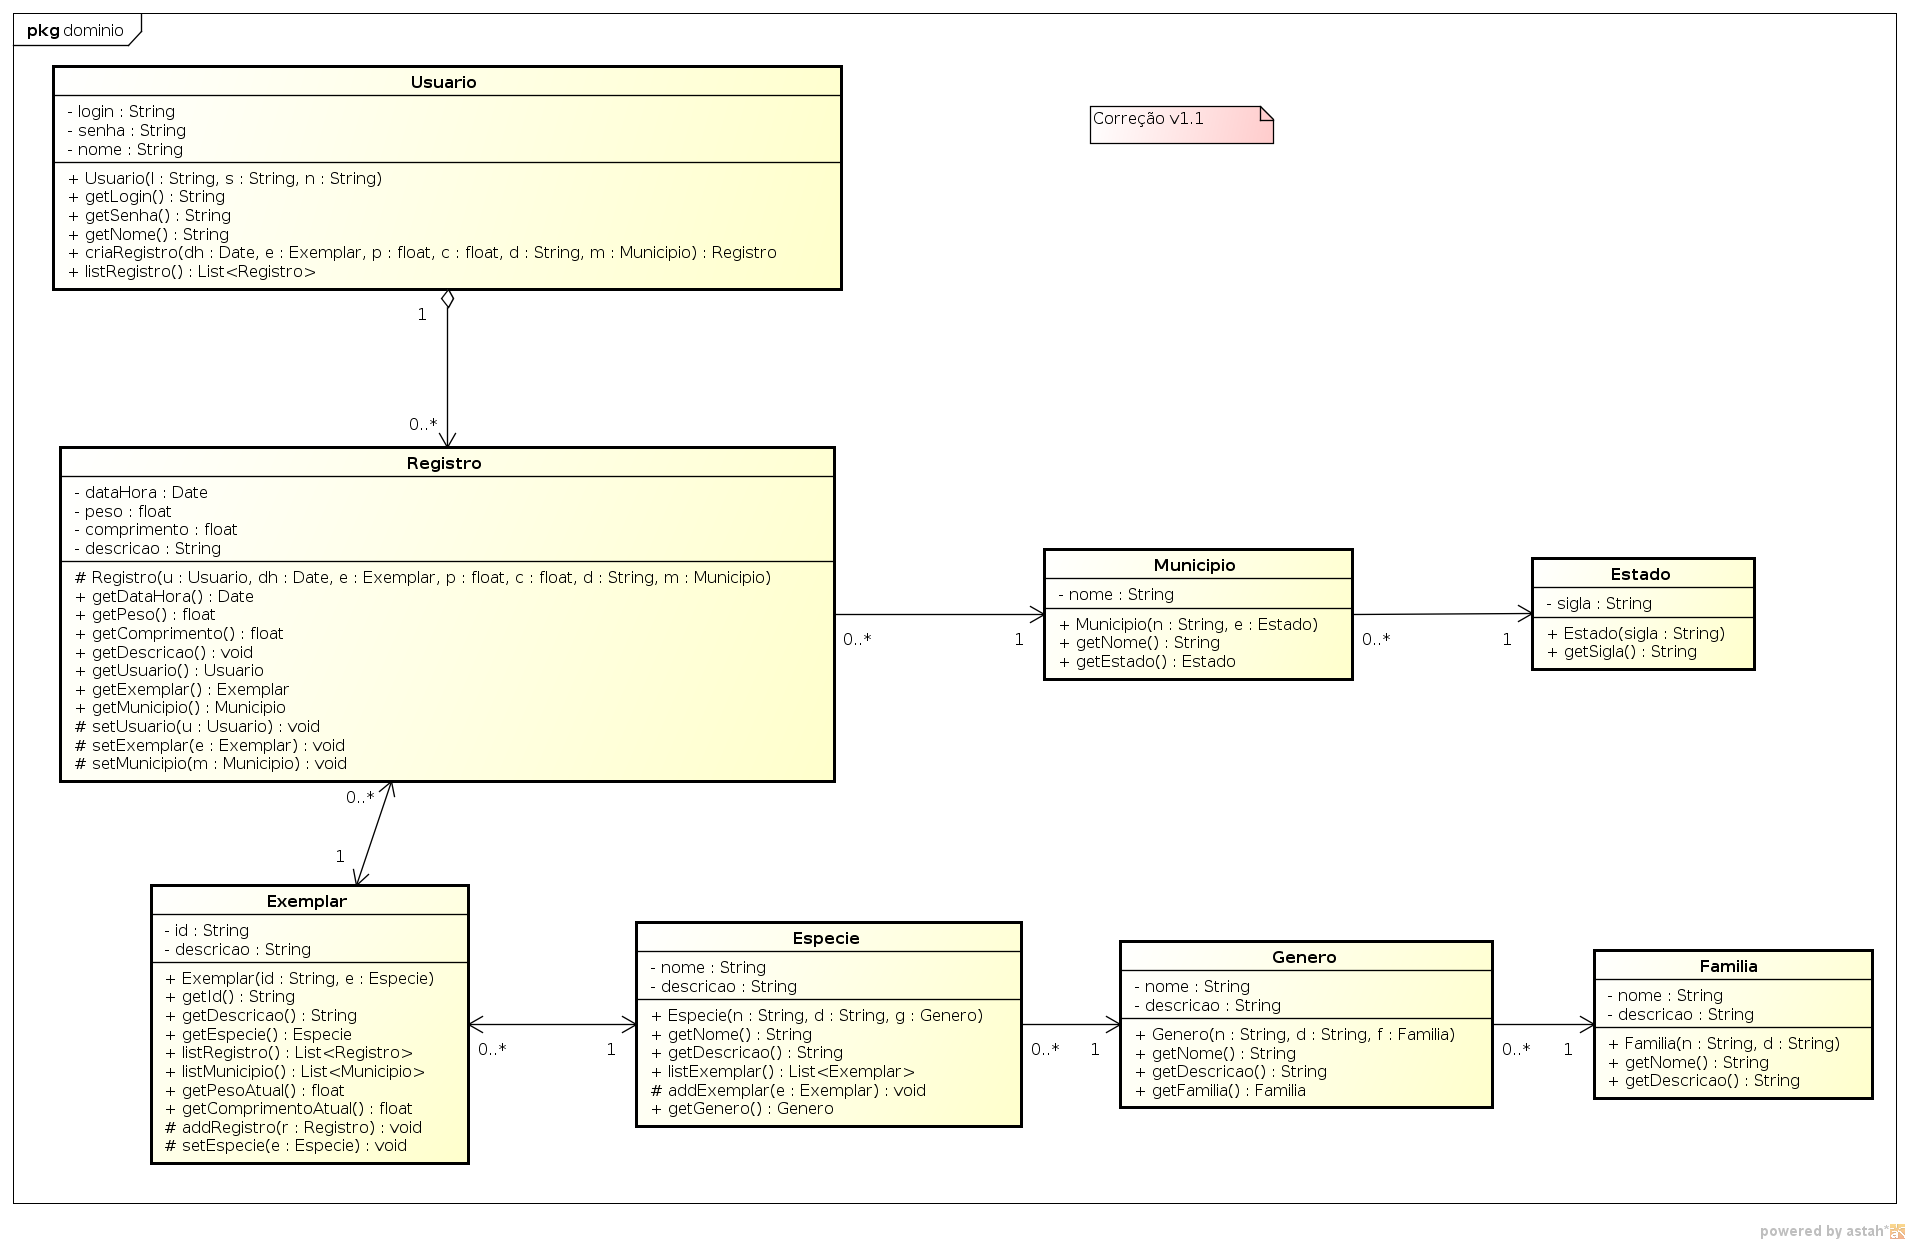 pkg dominio
Usuario
- login : String
- senha : String
- nome : String
+ Usuario(l : String, s : String, n : String)
+ getLogin() : String
+ getSenha() : String
+ getNome() : String
+ criaRegistro(dh : Date, e : Exemplar, p : float, c : float, d : String, m : Municipio) : Registro
+ listRegistro() : List<Registro>
Correção v1.1
1
0..*
Registro
- dataHora : Date
- peso : float
- comprimento : float
- descricao : String
# Registro(u : Usuario, dh : Date, e : Exemplar, p : float, c : float, d : String, m : Municipio)
+ getDataHora() : Date
+ getPeso() : float
+ getComprimento() : float
+ getDescricao() : void
+ getUsuario() : Usuario
+ getExemplar() : Exemplar
+ getMunicipio() : Municipio
# setUsuario(u : Usuario) : void
# setExemplar(e : Exemplar) : void
# setMunicipio(m : Municipio) : void
0..*
1
Municipio
- nome : String
+ Municipio(n : String, e : Estado)
+ getNome() : String
+ getEstado() : Estado
0..*
1
Estado
- sigla : String
+ Estado(sigla : String)
+ getSigla() : String
0..*
1
Exemplar
- id : String
- descricao : String
+ Exemplar(id : String, e : Especie)
+ getId() : String
+ getDescricao() : String
+ getEspecie() : Especie
+ listRegistro() : List<Registro>
+ listMunicipio() : List<Municipio>
+ getPesoAtual() : float
+ getComprimentoAtual() : float
# addRegistro(r : Registro) : void
# setEspecie(e : Especie) : void
0..*
1
Especie
- nome : String
- descricao : String
+ Especie(n : String, d : String, g : Genero)
+ getNome() : String
+ getDescricao() : String
+ listExemplar() : List<Exemplar>
# addExemplar(e : Exemplar) : void
+ getGenero() : Genero
0..*
1
Genero
- nome : String
- descricao : String
+ Genero(n : String, d : String, f : Familia)
+ getNome() : String
+ getDescricao() : String
+ getFamilia() : Familia
0..*
1
Familia
- nome : String
- descricao : String
+ Familia(n : String, d : String)
+ getNome() : String
+ getDescricao() : String
powered by astah*